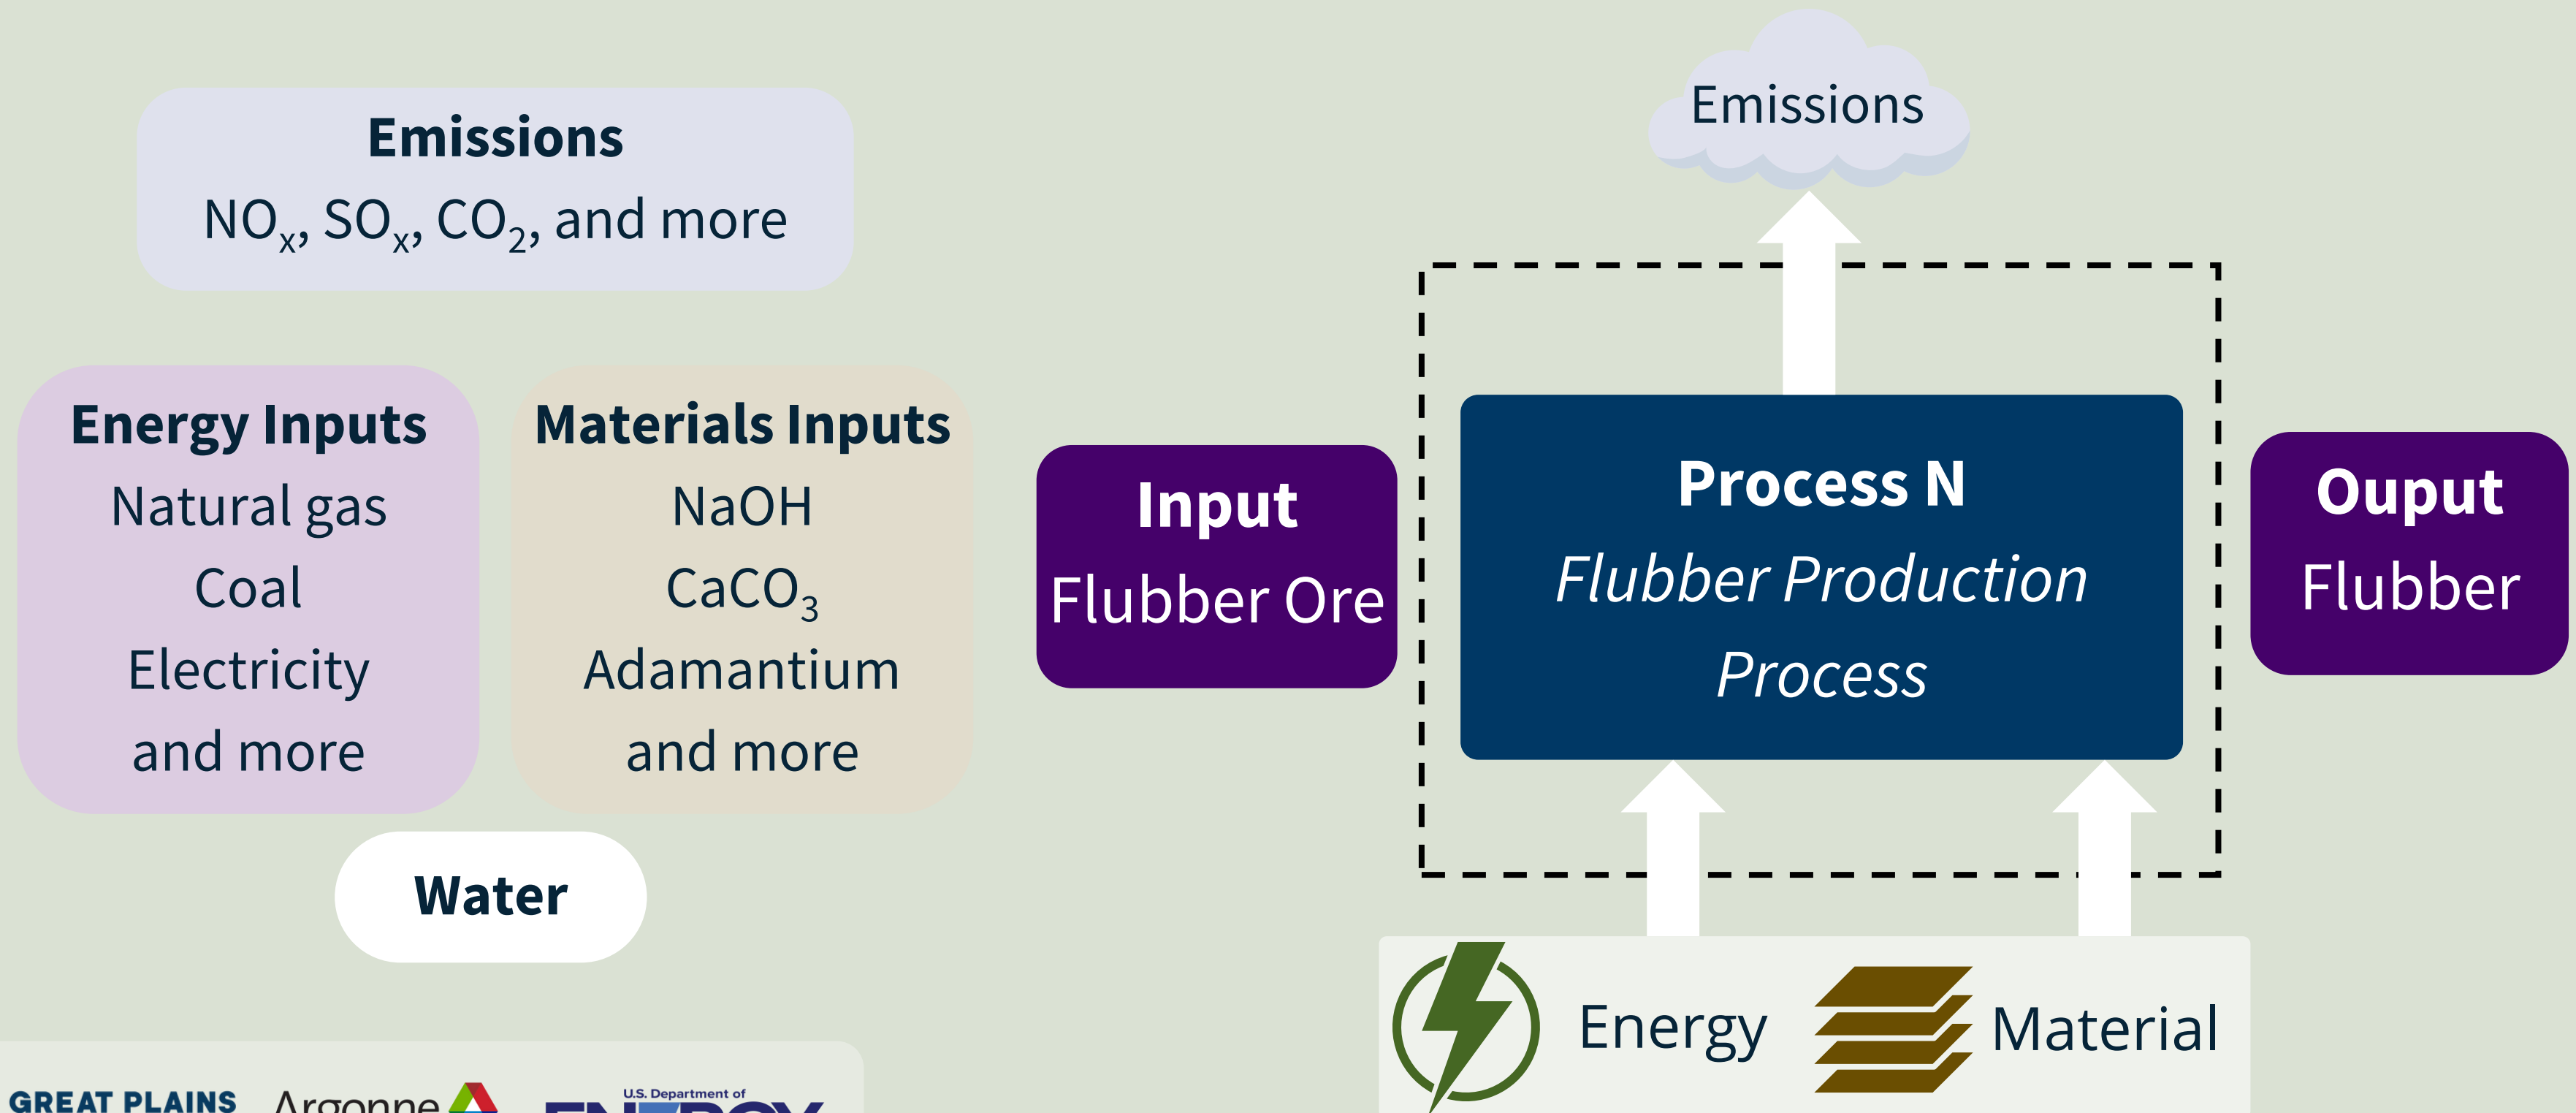 Emissions
NOₓ, SOₓ, CO₂, and more
Energy Inputs
Natural gas
Coal
Electricity
and more
Materials Inputs
NaOH
CaCO₃
Adamantium
and more
Water
Emissions
Input
Flubber Ore
Process N
Flubber Production
Process
Ouput
Flubber
Energy
Material
GREAT PLAINS
Argonne
U.S. Department of
ENERGY